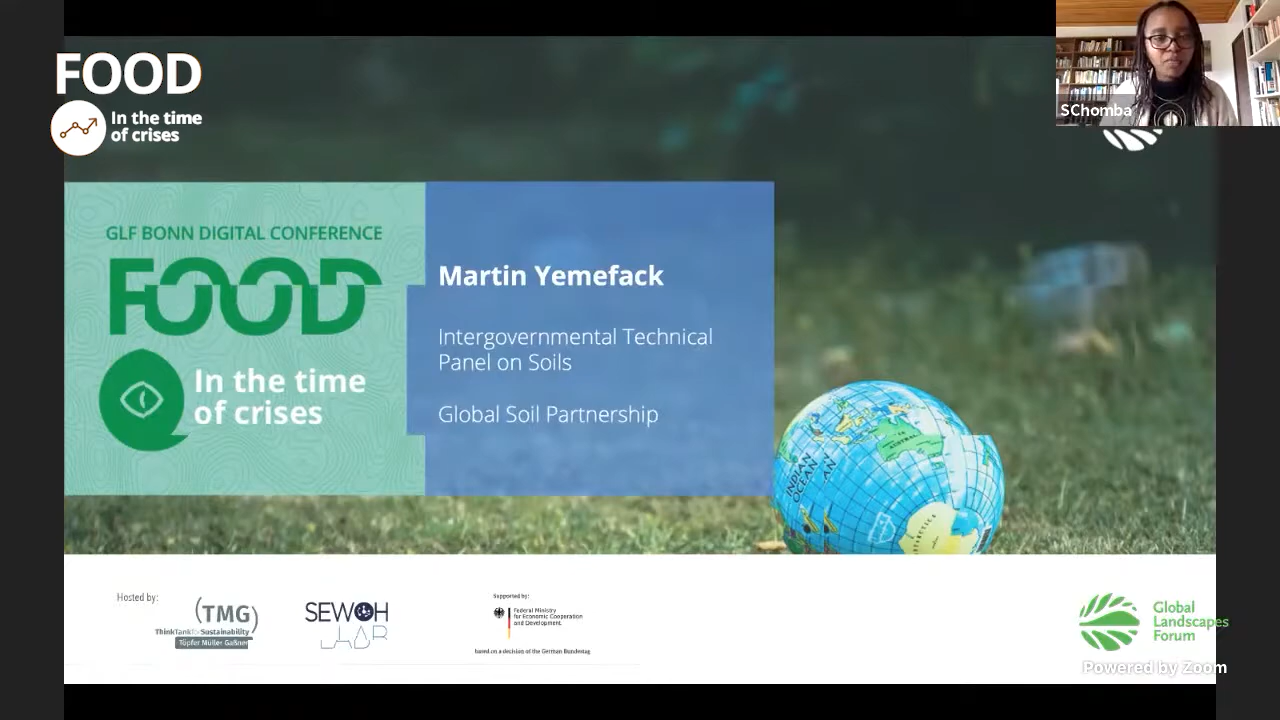 FOOD
In the time
of crises
SChomba
GLF BONN DIGITAL CONFERENCE
FOOD
In the time
of crises
Martin Yemefack
Intergovernmental Technical
Panel on Soils
Global Soil Partnership
INDIAN
OCEAN
AN
AUSTRAL
ANTARCTICA
Hosted by:
(TMG)
ThinkTank for Sustainability
Töpfer Müller Gaßner
SEWOH
LAB
Supported by:
Federal Ministry
for Economic Cooperation
and Development
based on a decision of the German Bundestag
Global
Landscapes
Forum
Powered by Zoom